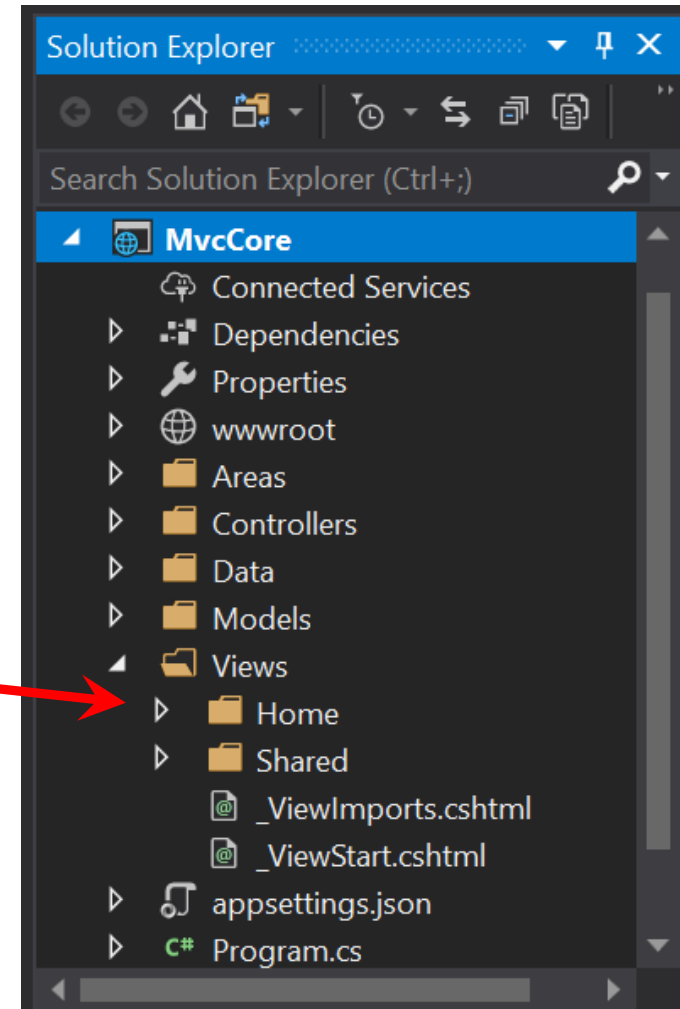 Solution Explorer
Search Solution Explorer (Ctrl+;)
MvcCore
Connected Services
Dependencies
Properties
wwwroot
Areas
Controllers
Data
Models
Views
Home
Shared
@ _ViewImports.cshtml
@ _ViewStart.cshtml
appsettings.json
C# Program.cs